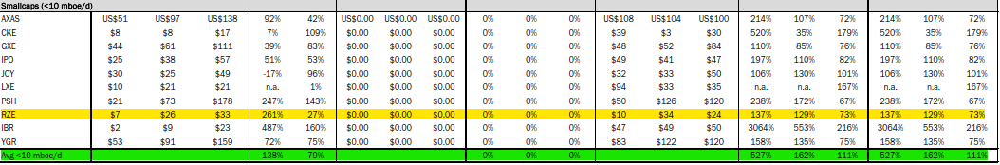 Smallcaps (<10 mboe/d)
AXAS US$51 US$97 US$138 92% 42% US$0.00 US$0.00 US$0.00 0% 0% 0% US$108 US$104 US$100 214% 107% 72% 214% 107% 72%
CKE $8 $8 $17 7% 109% $0.00 $0.00 $0.00 0% 0% 0% $39 $3 $30 520% 35% 179% 520% 35% 179%
GXE $44 $61 $111 39% 83% $0.00 $0.00 $0.00 0% 0% 0% $48 $52 $84 110% 85% 76% 110% 85% 76%
IPO $25 $38 $57 51% 53% $0.00 $0.00 $0.00 0% 0% 0% $49 $41 $47 197% 110% 82% 197% 110% 82%
JOY $30 $25 $49 -17% 96% $0.00 $0.00 $0.00 0% 0% 0% $32 $33 $50 106% 130% 101% 106% 130% 101%
LXE $10 $21 $21 n.a. 1% $0.00 $0.00 $0.00 0% 0% 0% $94 $33 $35 n.a. n.a. 167% n.a. n.a. 167%
PSH $21 $73 $178 247% 143% $0.00 $0.00 $0.00 0% 0% 0% $50 $126 $120 238% 172% 67% 238% 172% 67%
RZE $7 $26 $33 261% 27% $0.00 $0.00 $0.00 0% 0% 0% $10 $34 $24 137% 129% 73% 137% 129% 73%
IBR $2 $9 $23 487% 160% $0.00 $0.00 $0.00 0% 0% 0% $47 $49 $50 3064% 553% 216% 3064% 553% 216%
YGR $53 $91 $159 72% 75% $0.00 $0.00 $0.00 0% 0% 0% $83 $122 $120 158% 135% 75% 158% 135% 75%
Avg <10 mboe/d 138% 79% 0% 0% 0% 527% 162% 111% 527% 162% 111%